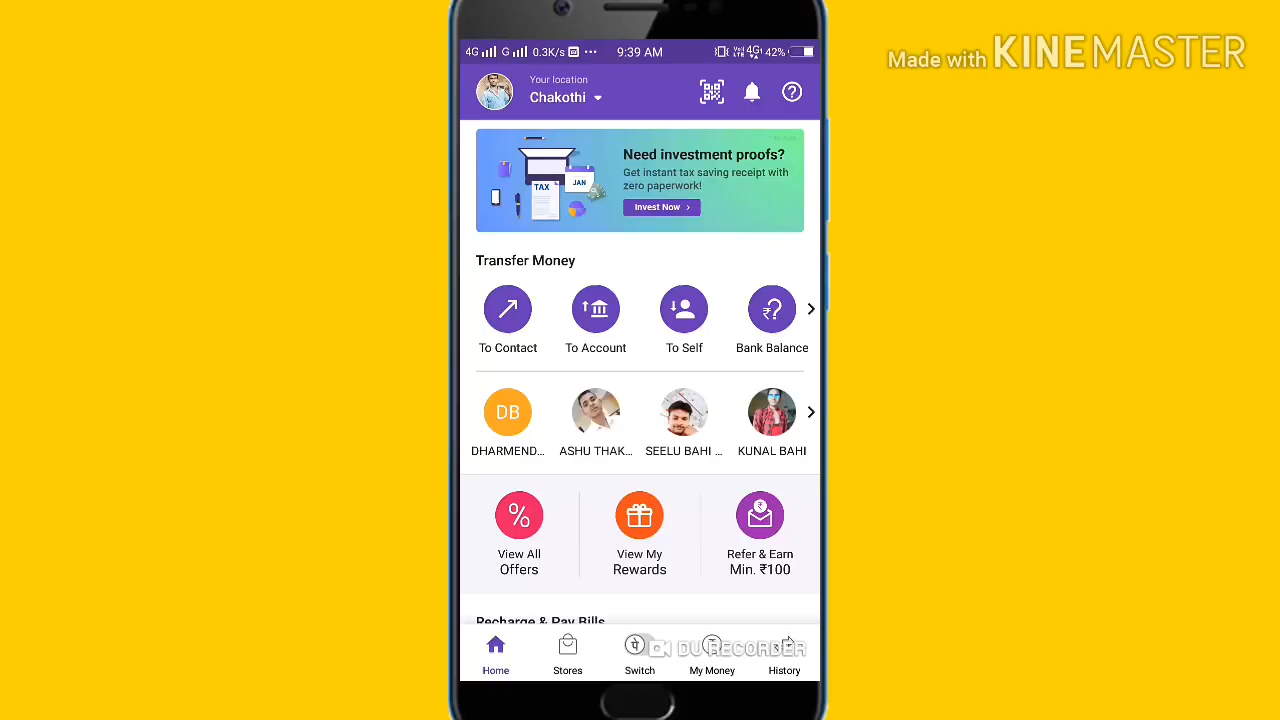 Made with KINEMASTER
4G G 0.3K/s ••• 9:39 AM 4G 42%
Your location
Chakothi
Need investment proofs?
Get instant tax saving receipt with
zero paperwork!
Invest Now >
TAX
JAN
Transfer Money
To Contact To Account To Self Bank Balance
DB
DHARMEND... ASHU THAK... SEELU BAHI ... KUNAL BAHI
View All
Offers
View My
Rewards
Refer & Earn
Min. ₹100
Recharge & Pay Bills
पे
DU RECORDER
Home Stores Switch My Money History